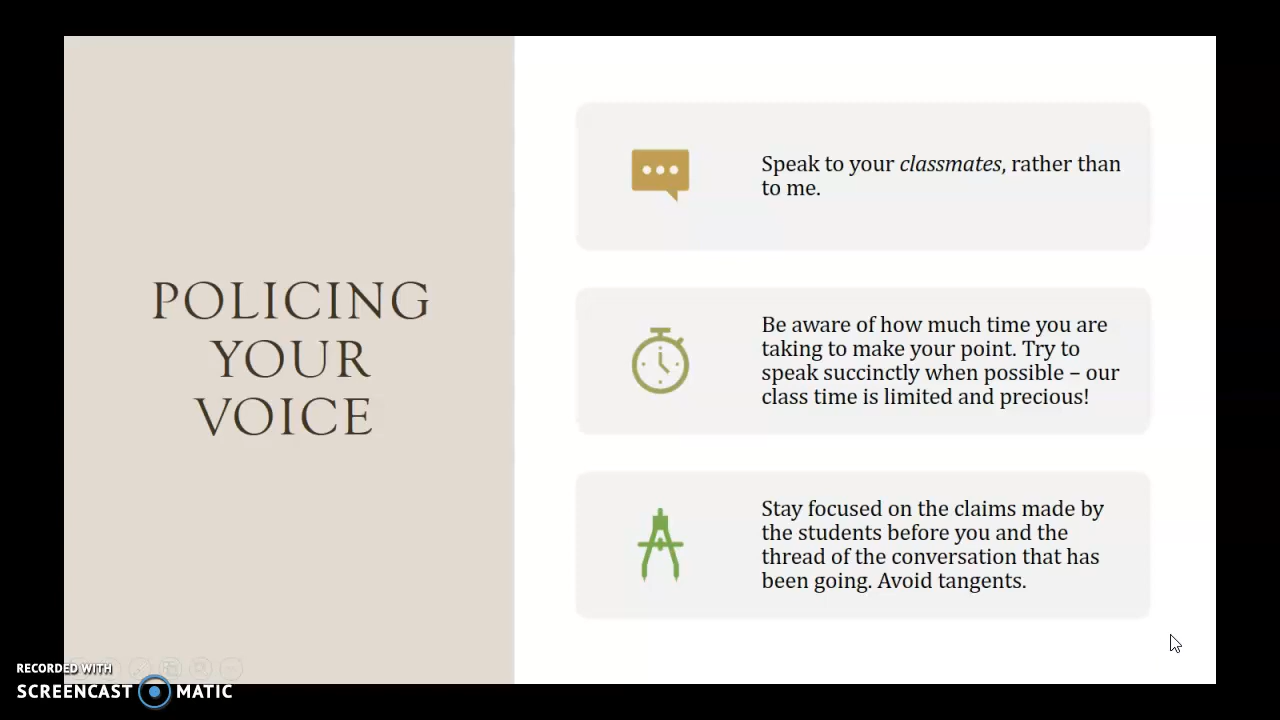 POLICING
YOUR
VOICE
Speak to your classmates, rather than
to me.
Be aware of how much time you are
taking to make your point. Try to
speak succinctly when possible – our
class time is limited and precious!
Stay focused on the claims made by
the students before you and the
thread of the conversation that has
been going. Avoid tangents.
RECORDED WITH
SCREENCAST MATIC